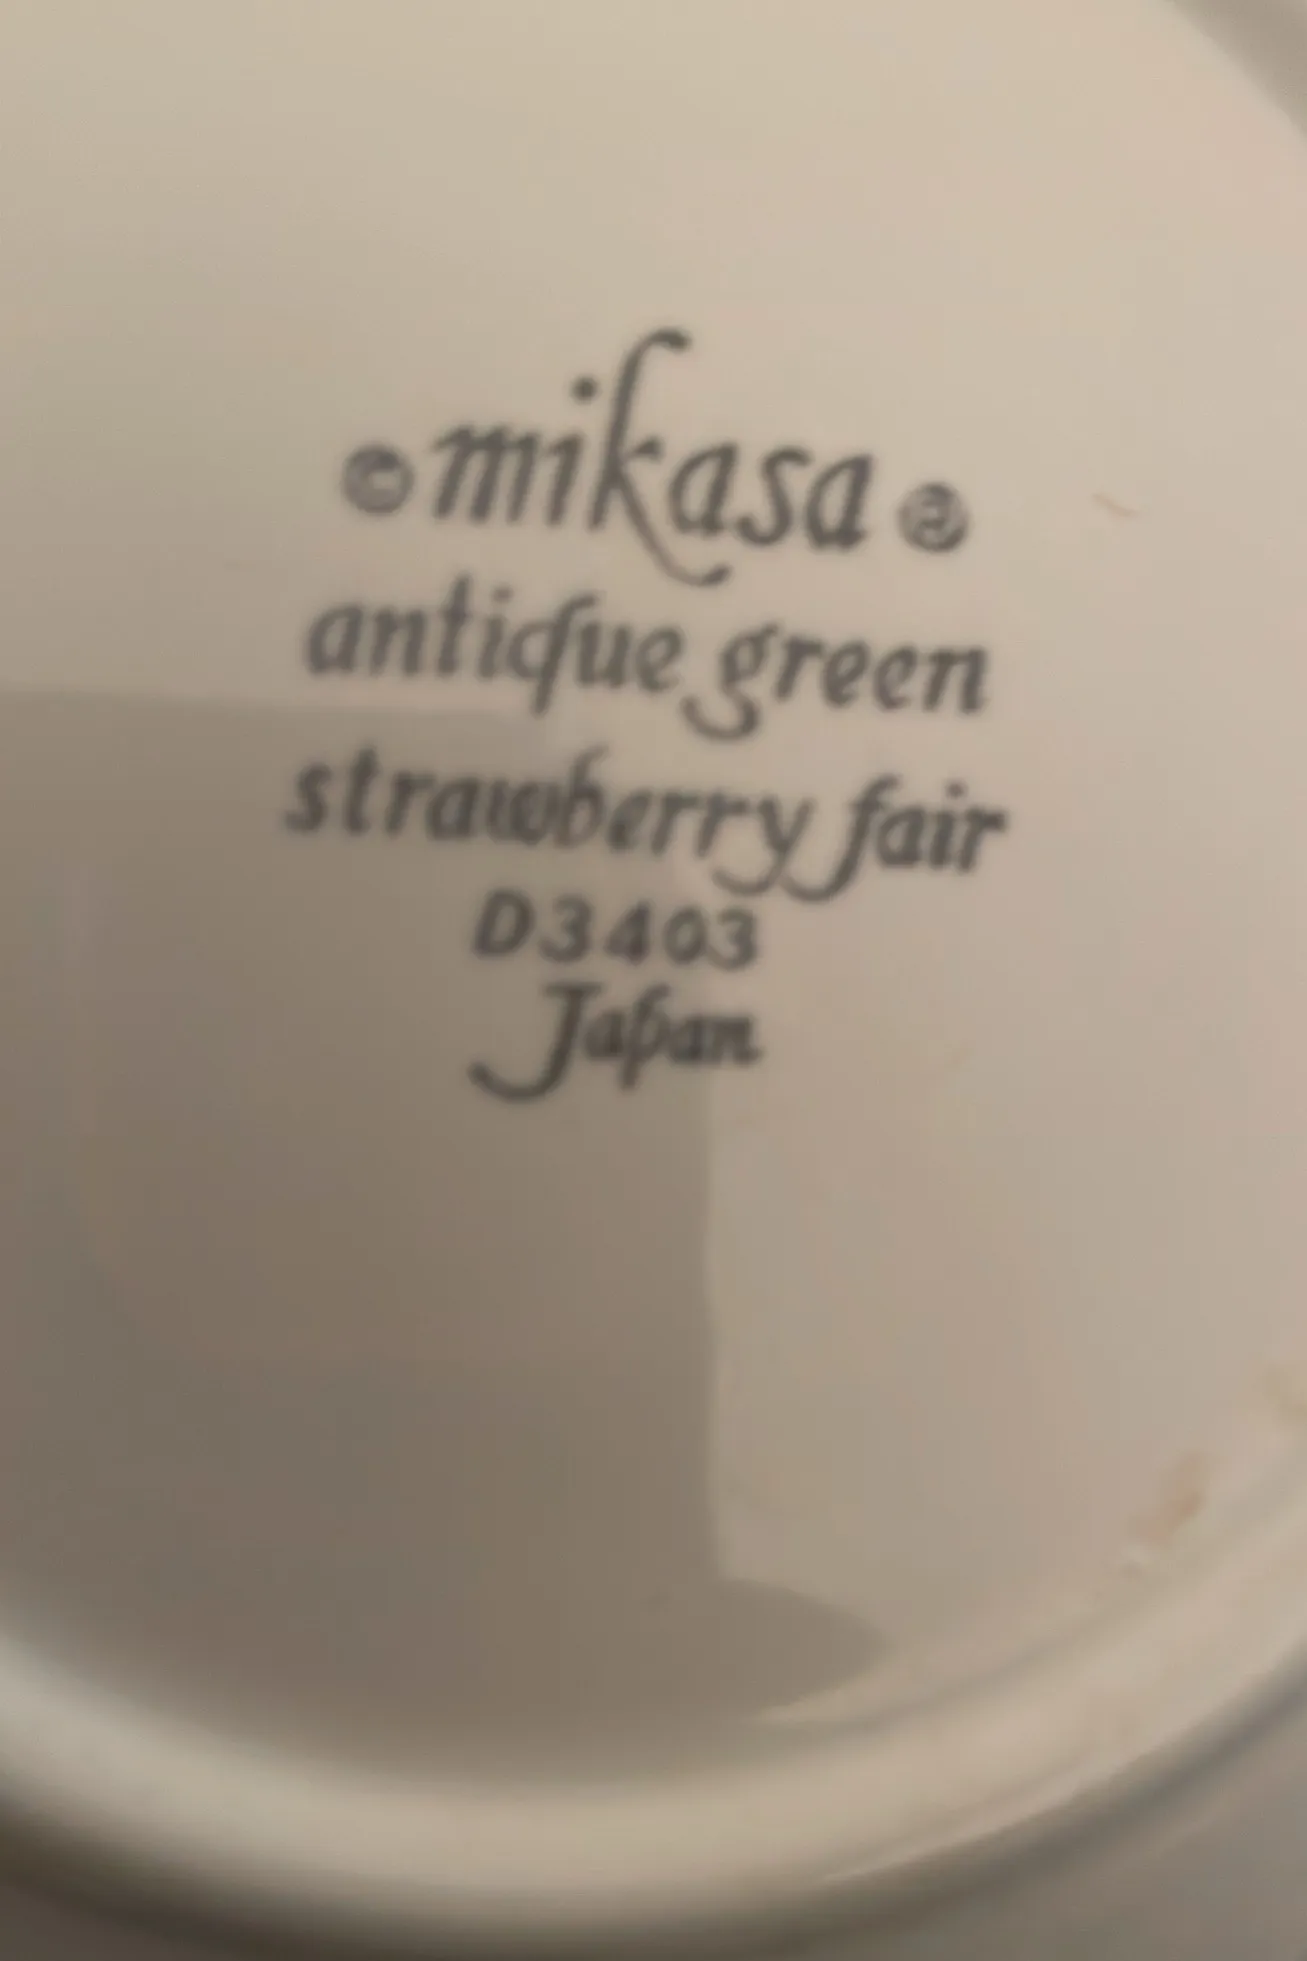 © mikasa ®
antique green
strawberry fair
D3403
Japan